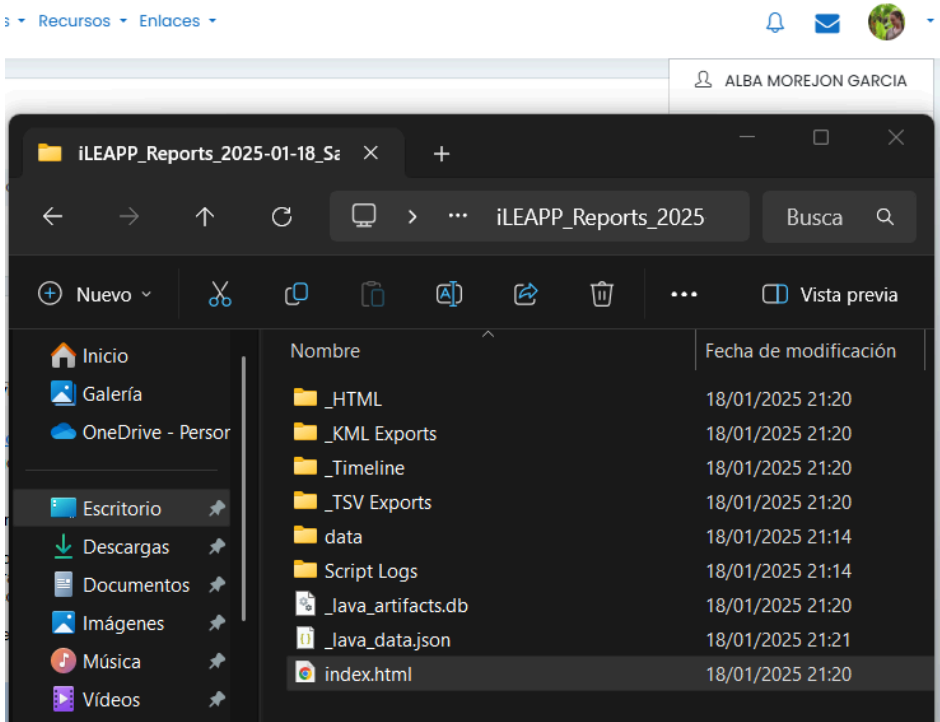 s Recursos Enlaces
ALBA MOREJON GARCIA
iLEAPP_Reports_2025-01-18_Sa
iLEAPP_Reports_2025 Busca
Nuevo Vista previa
Nombre Fecha de modificación
Inicio
Galería
OneDrive - Persor
Escritorio
Descargas
Documentos
Imágenes
Música
Vídeos
_HTML 18/01/2025 21:20
_KML Exports 18/01/2025 21:20
_Timeline 18/01/2025 21:20
_TSV Exports 18/01/2025 21:20
data 18/01/2025 21:14
Script Logs 18/01/2025 21:14
_lava_artifacts.db 18/01/2025 21:20
_lava_data.json 18/01/2025 21:21
index.html 18/01/2025 21:20